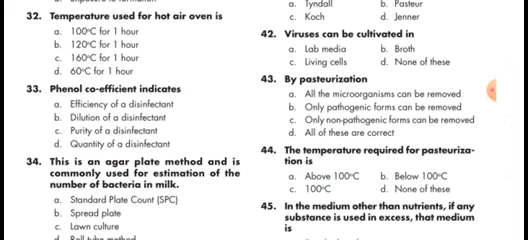 32. Temperature used for hot air oven is
a. 100°C for 1 hour
b. 120°C for 1 hour
c. 160°C for 1 hour
d. 60°C for 1 hour
33. Phenol co-efficient indicates
a. Efficiency of a disinfectant
b. Dilution of a disinfectant
c. Purity of a disinfectant
d. Quantity of a disinfectant
34. This is an agar plate method and is
commonly used for estimation of the
number of bacteria in milk.
a. Standard Plate Count (SPC)
b. Spread plate
c. Lawn culture
d. Roll tube method
a. Tyndall b. Pasteur
c. Koch d. Jenner
42. Viruses can be cultivated in
a. Lab media b. Broth
c. Living cells d. None of these
43. By pasteurization
a. All the microorganisms can be removed
b. Only pathogenic forms can be removed
c. Only non-pathogenic forms can be removed
d. All of these are correct
44. The temperature required for pasteuriza-
tion is
a. Above 100°C b. Below 100°C
c. 100°C d. None of these
45. In the medium other than nutrients, if any
substance is used in excess, that medium
is